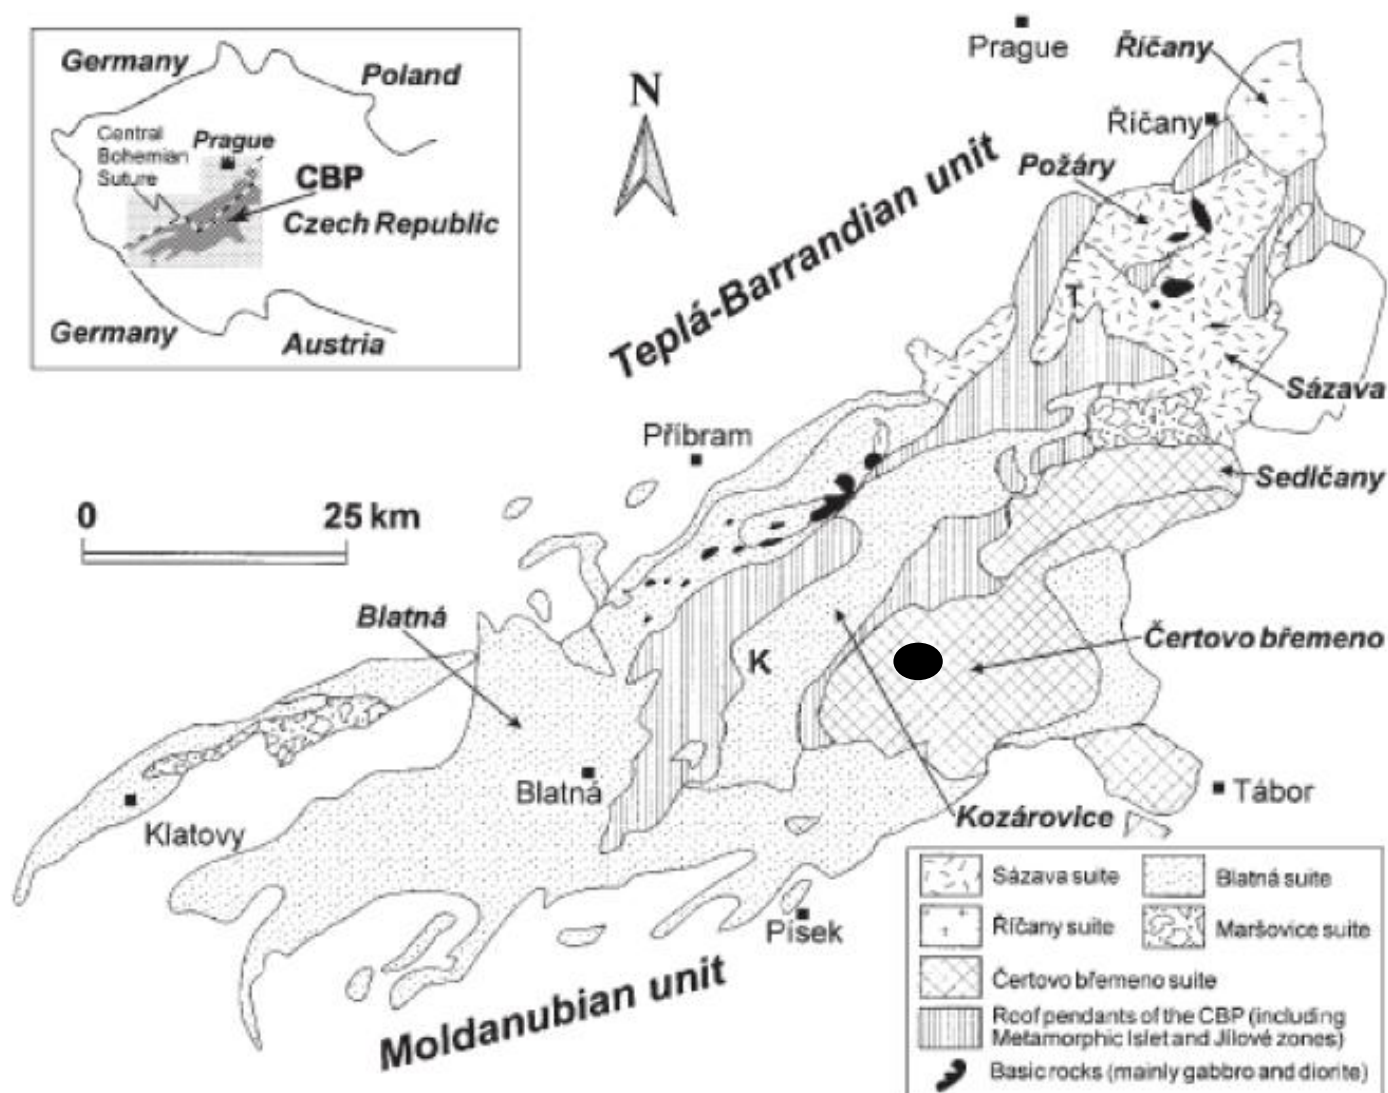 Germany
Poland
Central
Bohemian
Suture
Prague
CBP
Czech Republic
Germany
Austria
N
Prague
Říčany
Říčany
Požáry
Teplá-Barrandian unit
T
Sázava
Příbram
Sedlčany
0 25 km
Blatná
Čertovo břemeno
K
Blatná
Tábor
Klatovy
Kozárovice
Písek
Moldanubian unit
Sázava suite
Blatná suite
Říčany suite
Maršovice suite
Čertovo břemeno suite
Roof pendants of the CBP (including
Metamorphic Islet and Jílové zones)
Basic rocks (mainly gabbro and diorite)